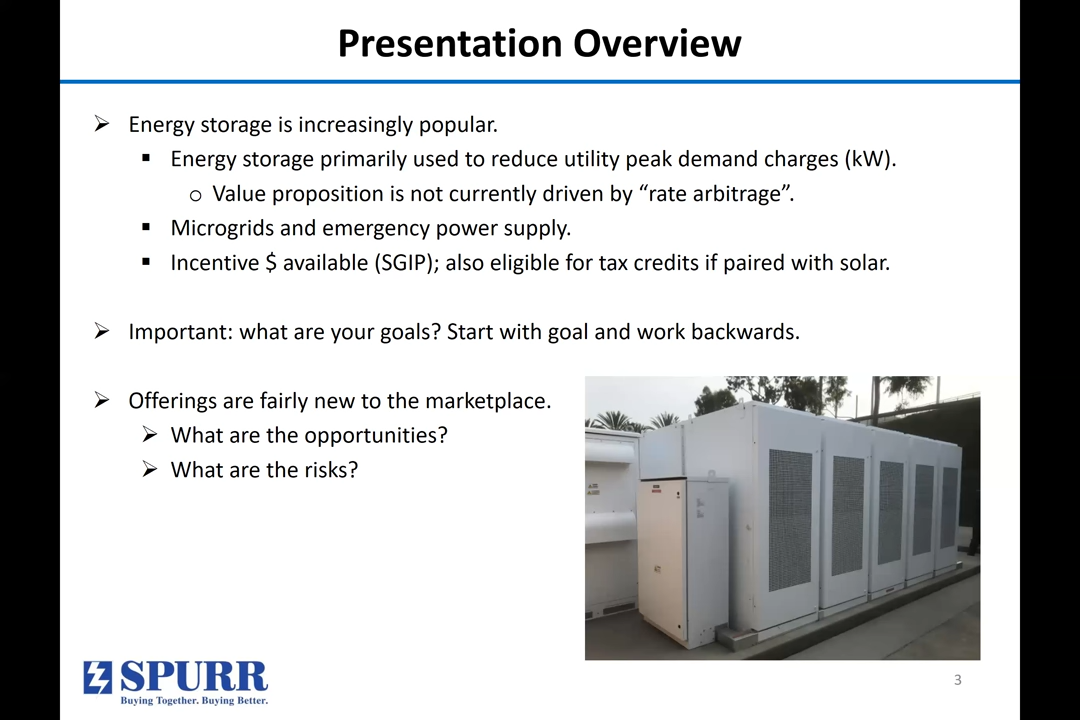 Presentation Overview
➢ Energy storage is increasingly popular.
▪ Energy storage primarily used to reduce utility peak demand charges (kW).
o Value proposition is not currently driven by “rate arbitrage”.
▪ Microgrids and emergency power supply.
▪ Incentive $ available (SGIP); also eligible for tax credits if paired with solar.
➢ Important: what are your goals? Start with goal and work backwards.
➢ Offerings are fairly new to the marketplace.
➢ What are the opportunities?
➢ What are the risks?
SPURR
Buying Together. Buying Better.
3